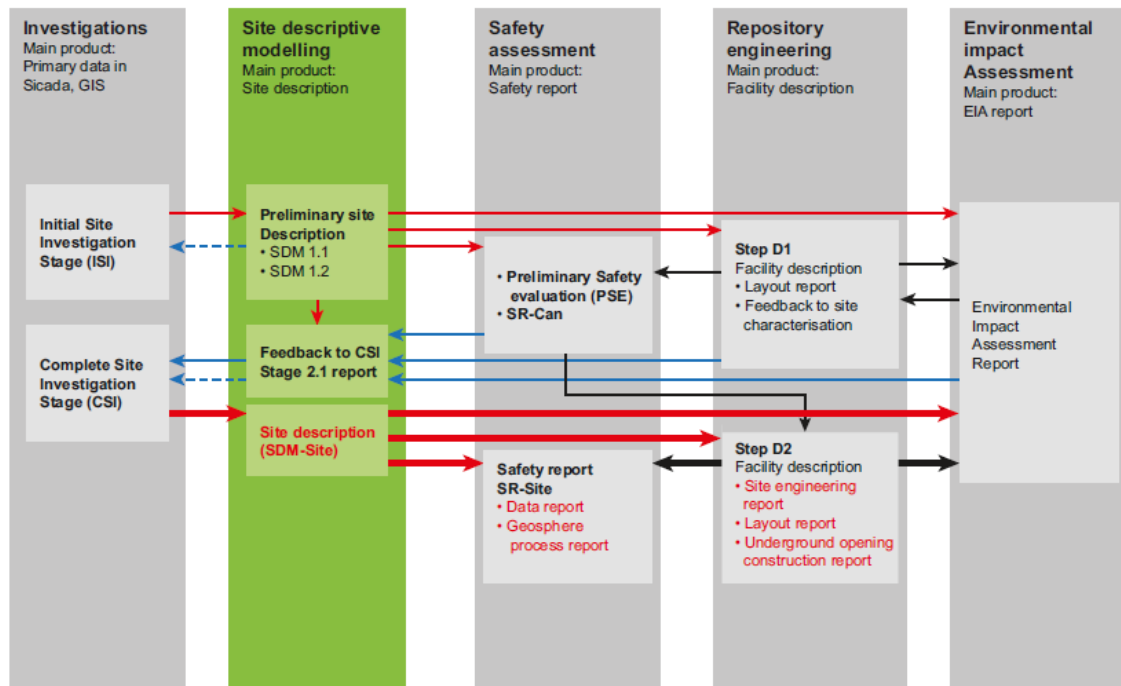 Investigations
Main product:
Primary data in
Sicada, GIS
Site descriptive
modelling
Main product:
Site description
Safety
assessment
Main product:
Safety report
Repository
engineering
Main product:
Facility description
Environmental
impact
Assessment
Main product:
EIA report
Initial Site
Investigation
Stage (ISI)
Preliminary site
Description
• SDM 1.1
• SDM 1.2
• Preliminary Safety
evaluation (PSE)
• SR-Can
Step D1
Facility description
• Layout report
• Feedback to site
characterisation
Environmental
Impact
Assessment
Report
Complete Site
Investigation
Stage (CSI)
Feedback to CSI
Stage 2.1 report
Site description
(SDM-Site)
Safety report
SR-Site
• Data report
• Geosphere
process report
Step D2
Facility description
• Site engineering
report
• Layout report
• Underground opening
construction report